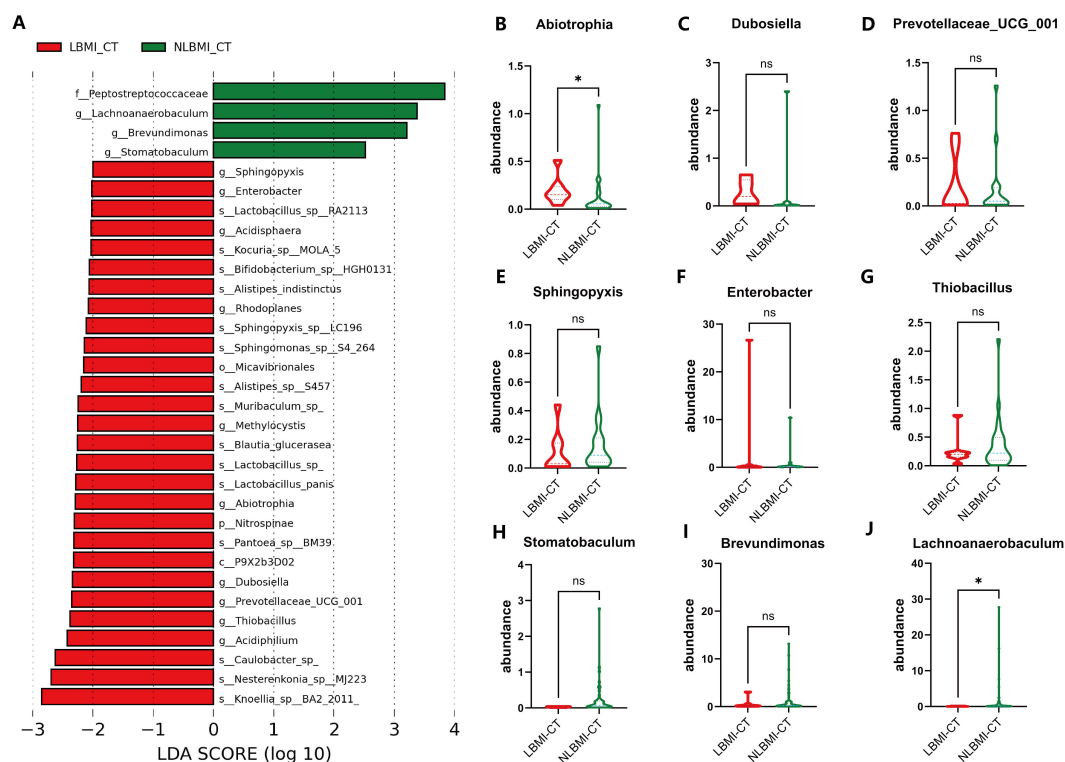 A
LBMI_CT
NLBMI_CT
f__Peptostreptococcaceae
g__Lachnoanaerobaculum
g__Brevundimonas
g__Stomatobaculum
g__Sphingopyxis
g__Enterobacter
s__Lactobacillus_sp__RA2113
g__Acidisphaera
s__Kocuria_sp__MOLA_5
s__Bifidobacterium_sp__HGH0131
s__Alistipes_indistinctus
g__Rhodoplanes
s__Sphingopyxis_sp__LC196
s__Sphingomonas_sp__S4_264
o__Micavibrionales
s__Alistipes_sp__S457
s__Muribaculum_sp_
g__Methylocystis
s__Blautia_glucerasea
s__Lactobacillus_sp_
s__Lactobacillus_panis
g__Abiotrophia
p__Nitrospinae
s__Pantoea_sp__BM39
c__P9X2b3D02
g__Dubosiella
g__Prevotellaceae_UCG_001
g__Thiobacillus
g__Acidiphilium
s__Caulobacter_sp_
s__Nesterenkonia_sp__MJ223
s__Knoellia_sp__BA2_2011_
−3 −2 −1 0 1 2 3 4
LDA SCORE (log 10)
B
Abiotrophia
abundance
1.5
1.0
0.5
0.0
*
LBMI-CT
NLBMI-CT
C
Dubosiella
abundance
3
2
1
0
ns
LBMI-CT
NLBMI-CT
D
Prevotellaceae_UCG_001
abundance
1.5
1.0
0.5
0.0
ns
LBMI-CT
NLBMI-CT
E
Sphingopyxis
abundance
1.0
0.8
0.6
0.4
0.2
0.0
ns
LBMI-CT
NLBMI-CT
F
Enterobacter
abundance
30
20
10
0
ns
LBMI-CT
NLBMI-CT
G
Thiobacillus
abundance
2.5
2.0
1.5
1.0
0.5
0.0
ns
LBMI-CT
NLBMI-CT
H
Stomatobaculum
abundance
4
3
2
1
0
ns
LBMI-CT
NLBMI-CT
I
Brevundimonas
abundance
30
20
10
0
ns
LBMI-CT
NLBMI-CT
J
Lachnoanaerobaculum
abundance
40
30
20
10
0
*
LBMI-CT
NLBMI-CT